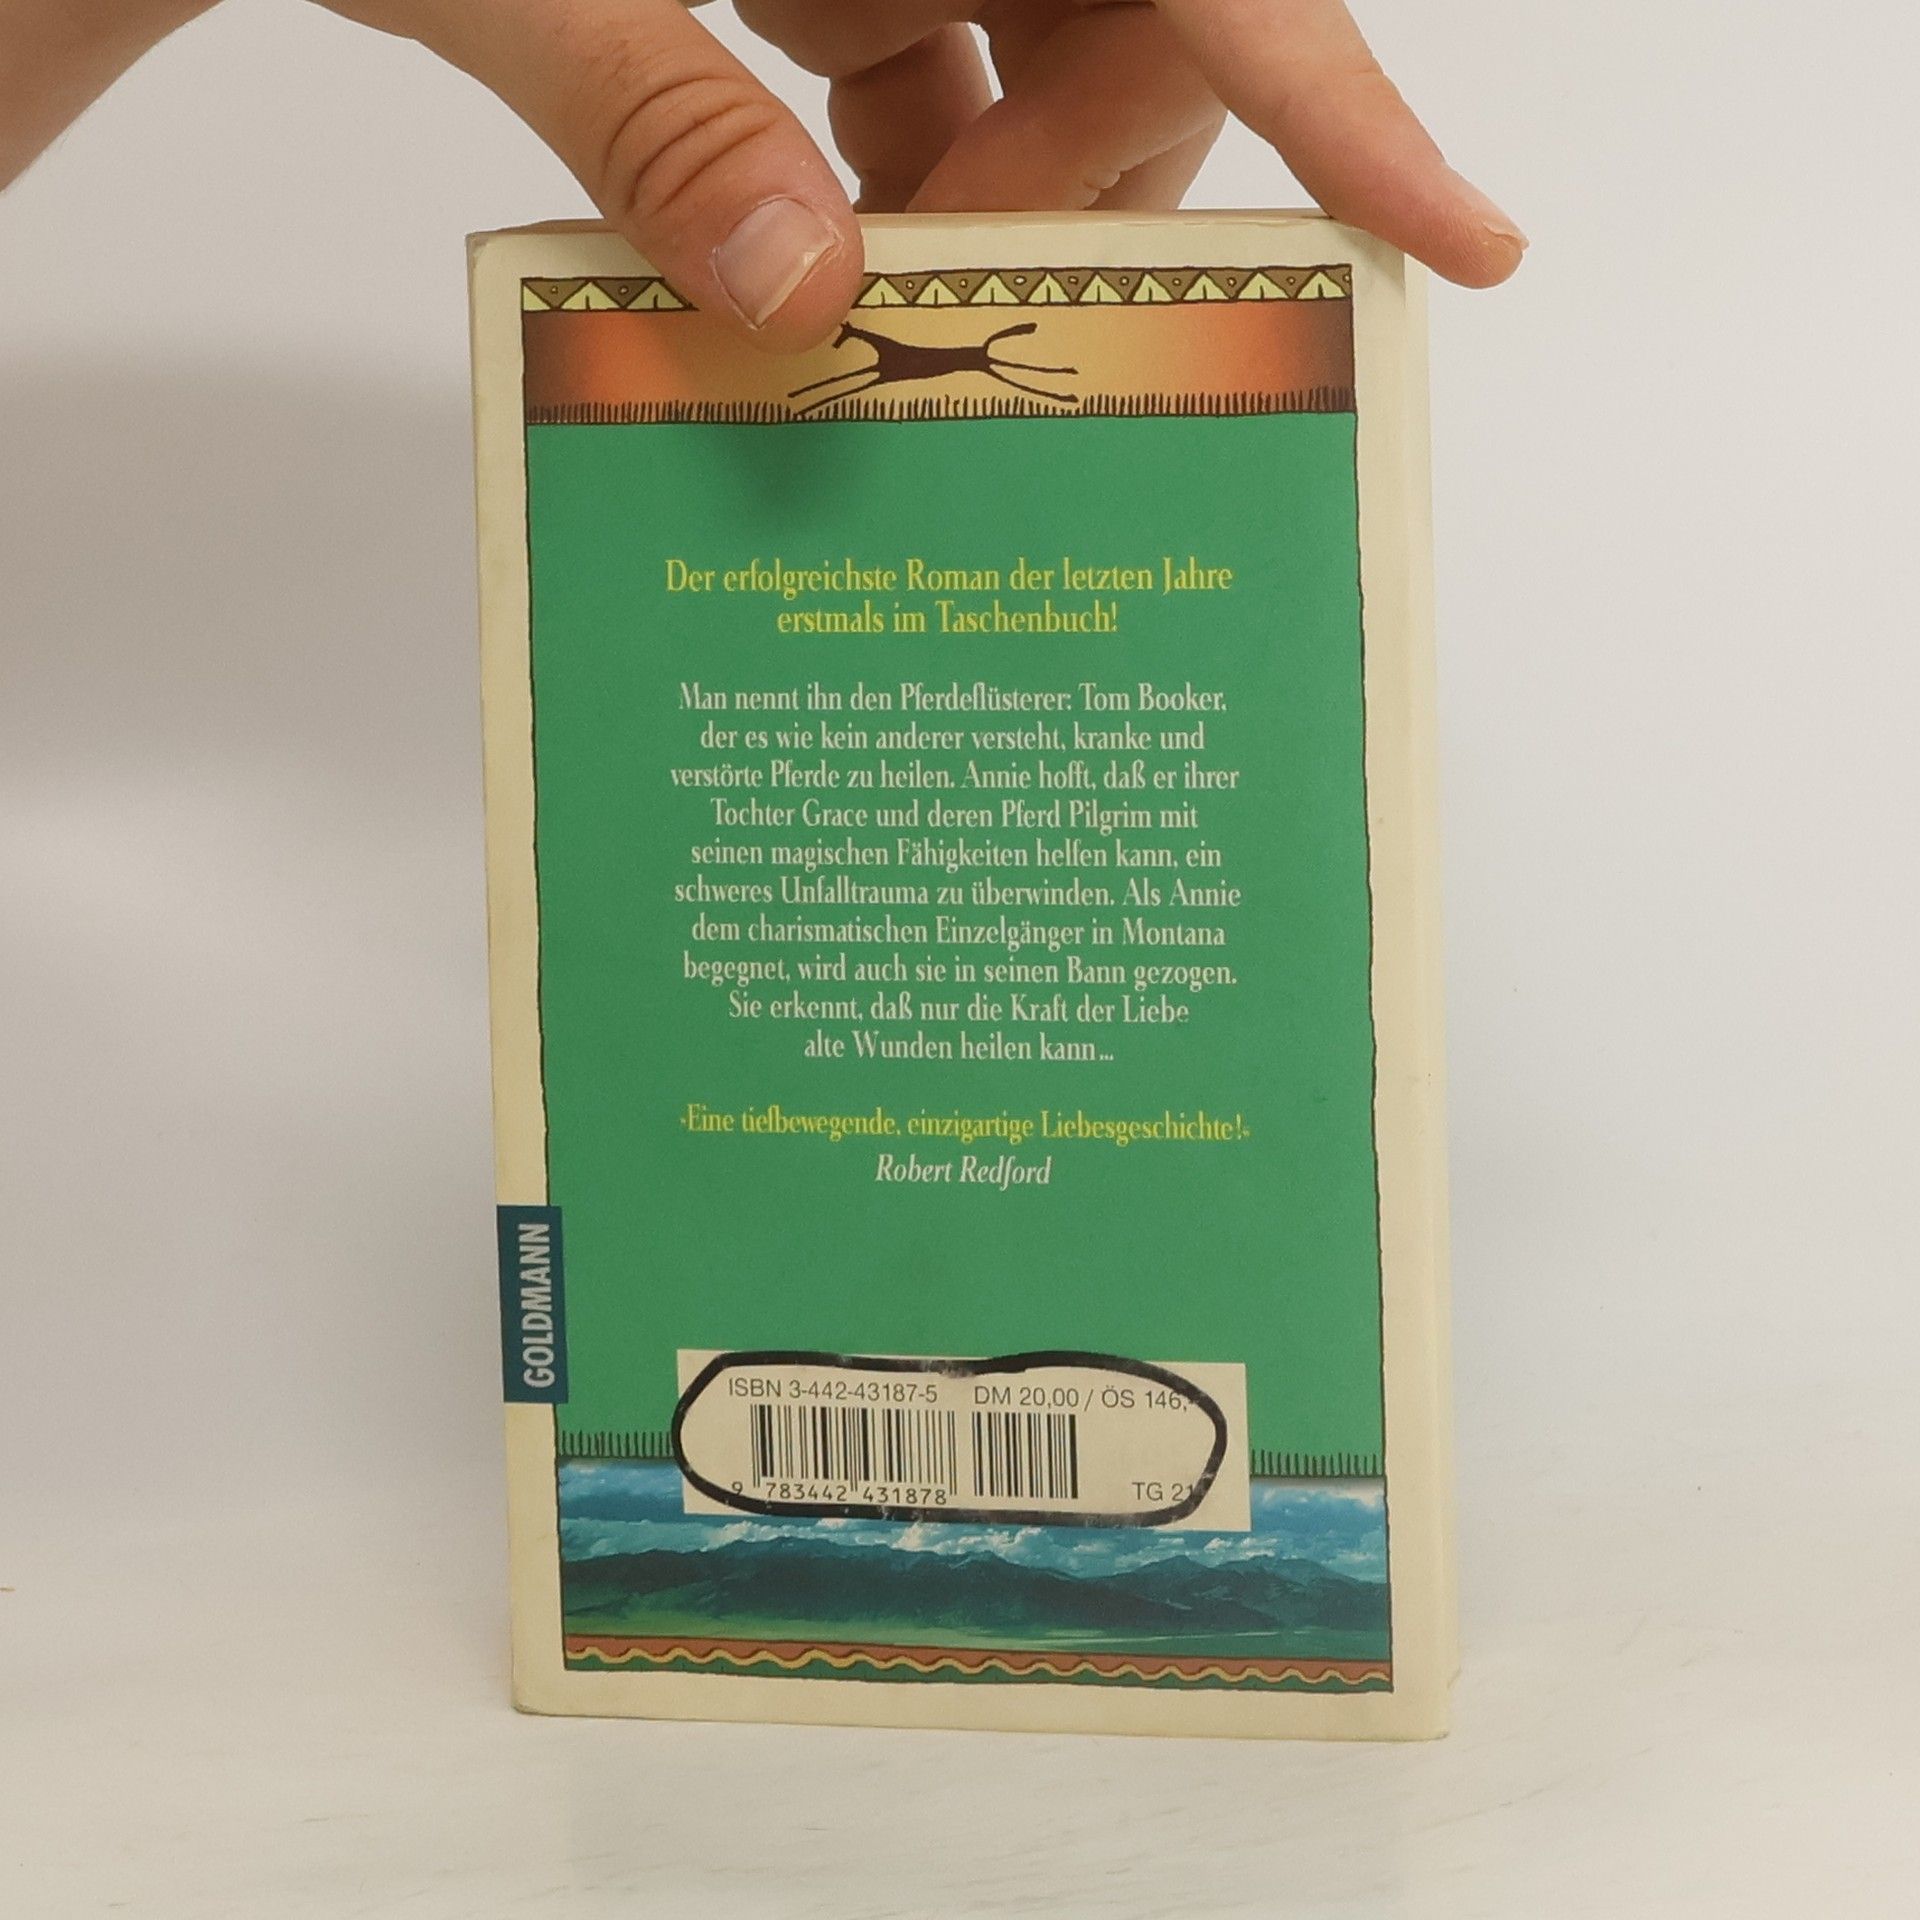 Der erfolgreichste Roman der letzten Jahre
erstmals im Taschenbuch!
Man nennt ihn den Pferdeflüsterer: Tom Booker,
der es wie kein anderer versteht, kranke und
verstörte Pferde zu heilen. Annie hofft, daß er ihrer
Tochter Grace und deren Pferd Pilgrim mit
seinen magischen Fähigkeiten helfen kann, ein
schweres Unfalltrauma zu überwinden. Als Annie
dem charismatischen Einzelgänger in Montana
begegnet, wird auch sie in seinen Bann gezogen.
Sie erkennt, daß nur die Kraft der Liebe
alte Wunden heilen kann...
»Eine tiefbewegende, einzigartige Liebesgeschichte!«
Robert Redford
GOLDMANN
ISBN 3-442-43187-5 DM 20,00 / ÖS 146,-
9 783442 431878
TG 21